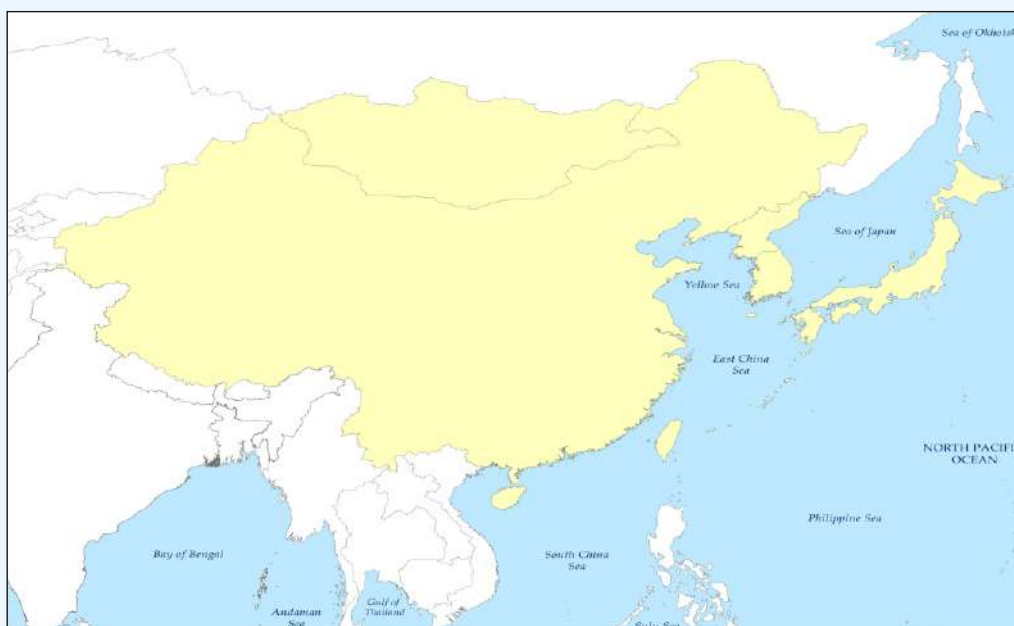 Sea of Okhotsk
Sea of Japan
Yellow Sea
East China
Sea
NORTH PACIFIC
OCEAN
Philippine Sea
Bay of Bengal
South China
Sea
Gulf of
Thailand
Andaman
Sea
Sulu Sea